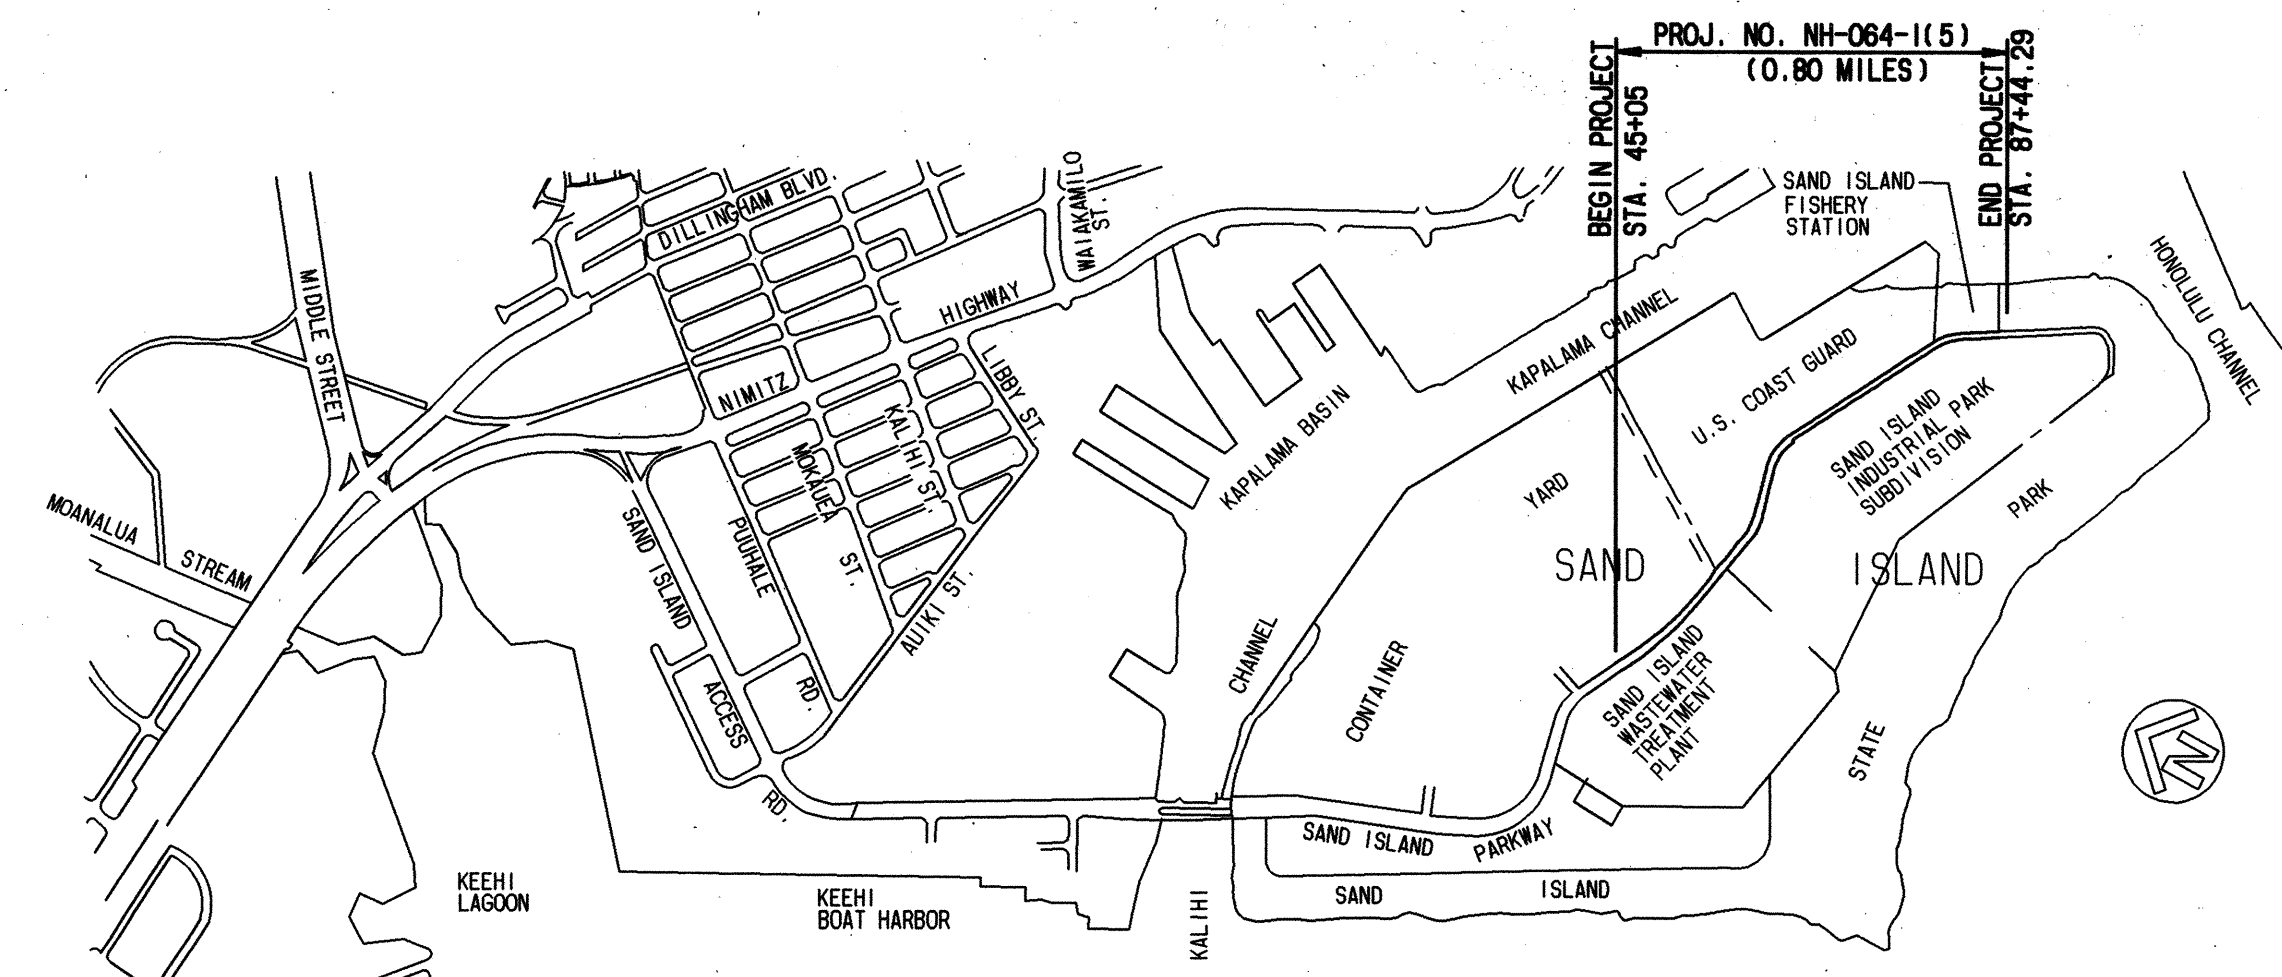 PROJ. NO. NH-064-1(5)
(0.80 MILES)
BEGIN PROJECT
STA. 45+05
END PROJECT
STA. 87+44.29
SAND ISLAND
FISHERY
STATION
HONOLULU CHANNEL
DILLINGHAM BLVD.
WAIAKAMILO
ST.
MIDDLE STREET
HIGHWAY
NIMITZ
LIBBY ST.
KALIHI ST.
MOKAUEA
ST.
PUUHALE
RD.
AUIKI ST.
SAND ISLAND
ACCESS
RD.
MOANALUA
STREAM
KAPALAMA BASIN
KAPALAMA CHANNEL
U.S. COAST GUARD
SAND ISLAND
INDUSTRIAL PARK
SUBDIVISION
YARD
CONTAINER
SAND ISLAND
PARK
STATE
CHANNEL
KALIHI
SAND ISLAND
WASTEWATER
TREATMENT
PLANT
SAND ISLAND PARKWAY
SAND ISLAND
KEEHI
LAGOON
KEEHI
BOAT HARBOR
N